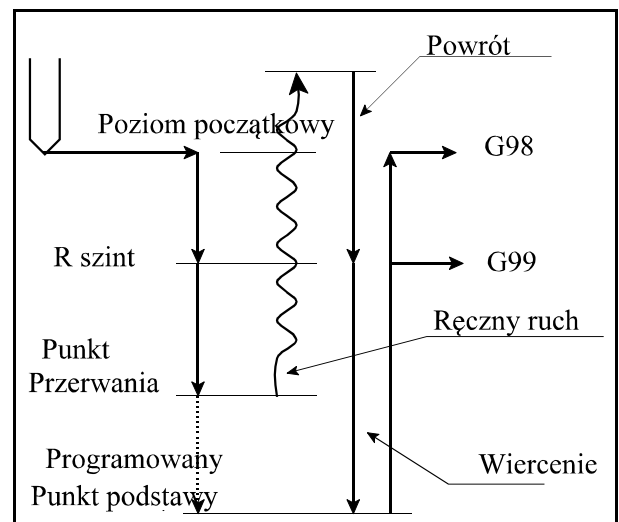 Powrót
Poziom początkowy
G98
R szint
G99
Ręczny ruch
Punkt
Przerwania
Programowany
Wiercenie
Punkt podstawy